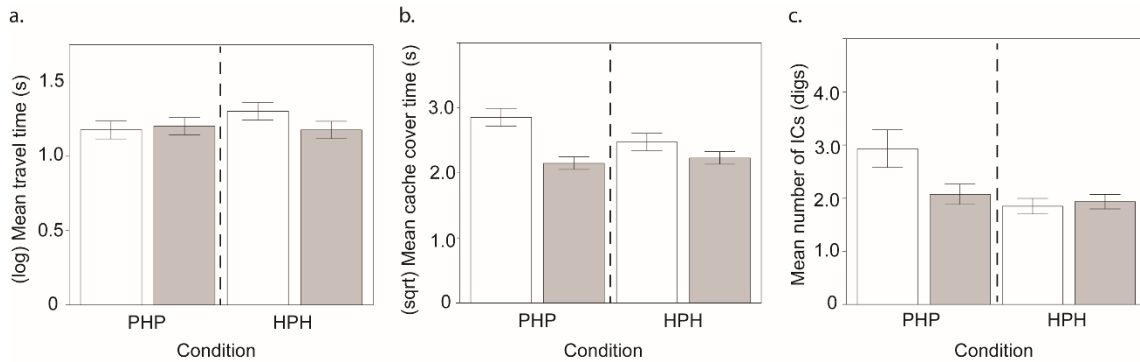 a.
(log) Mean travel time (s)
1.5
1.0
0.5
0
PHP HPH
Condition
b.
(sqrt) Mean cache cover time (s)
3.0
2.0
1.0
0
PHP HPH
Condition
c.
Mean number of ICs (digs)
4.0
3.0
2.0
1.0
0
PHP HPH
Condition